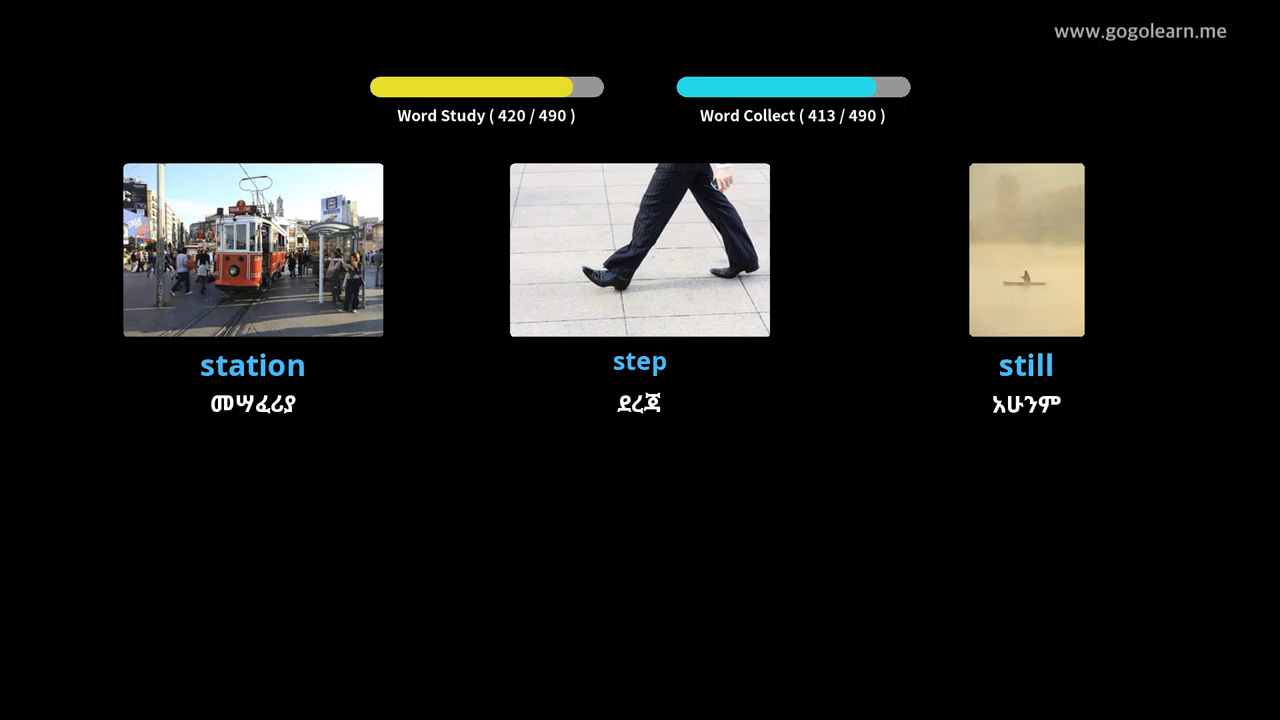 www.gogolearn.me
Word Study ( 420 / 490 )
Word Collect ( 413 / 490 )
station
step
still
መሣፈሪያ
ደረጃ
አሁንም